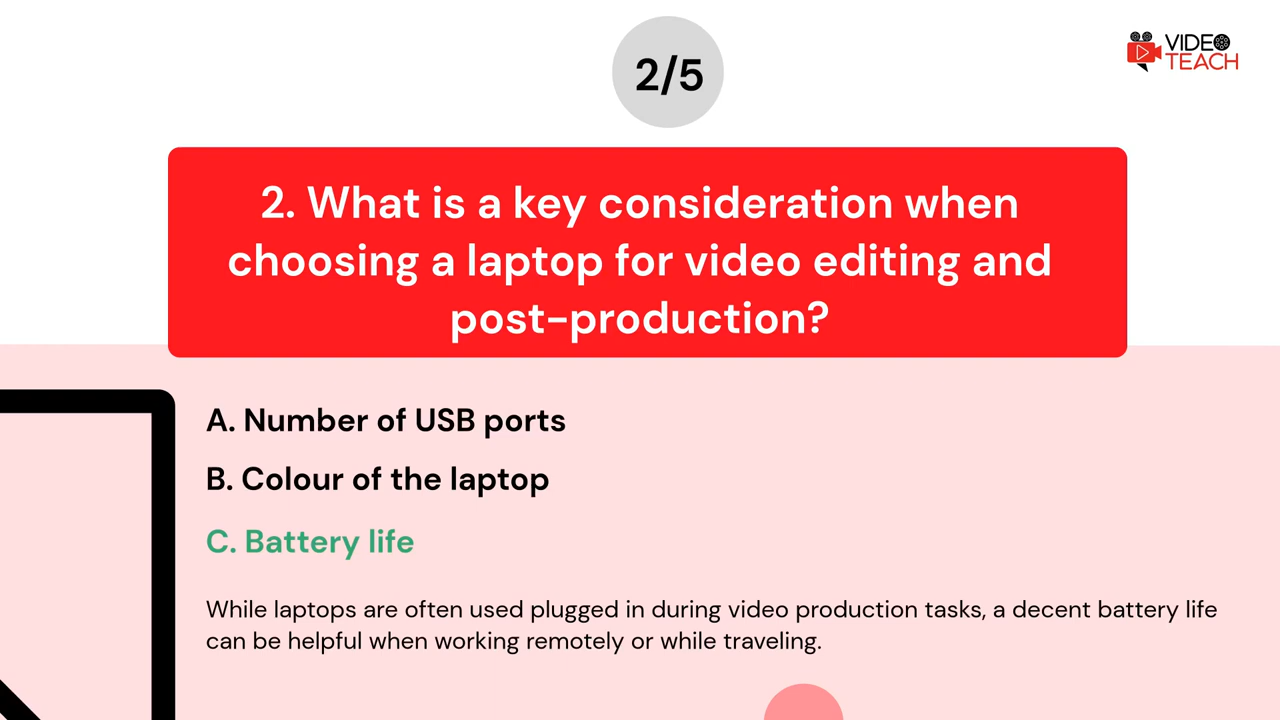 2/5
VIDEO
TEACH
2. What is a key consideration when
choosing a laptop for video editing and
post-production?
A. Number of USB ports
B. Colour of the laptop
C. Battery life
While laptops are often used plugged in during video production tasks, a decent battery life
can be helpful when working remotely or while traveling.